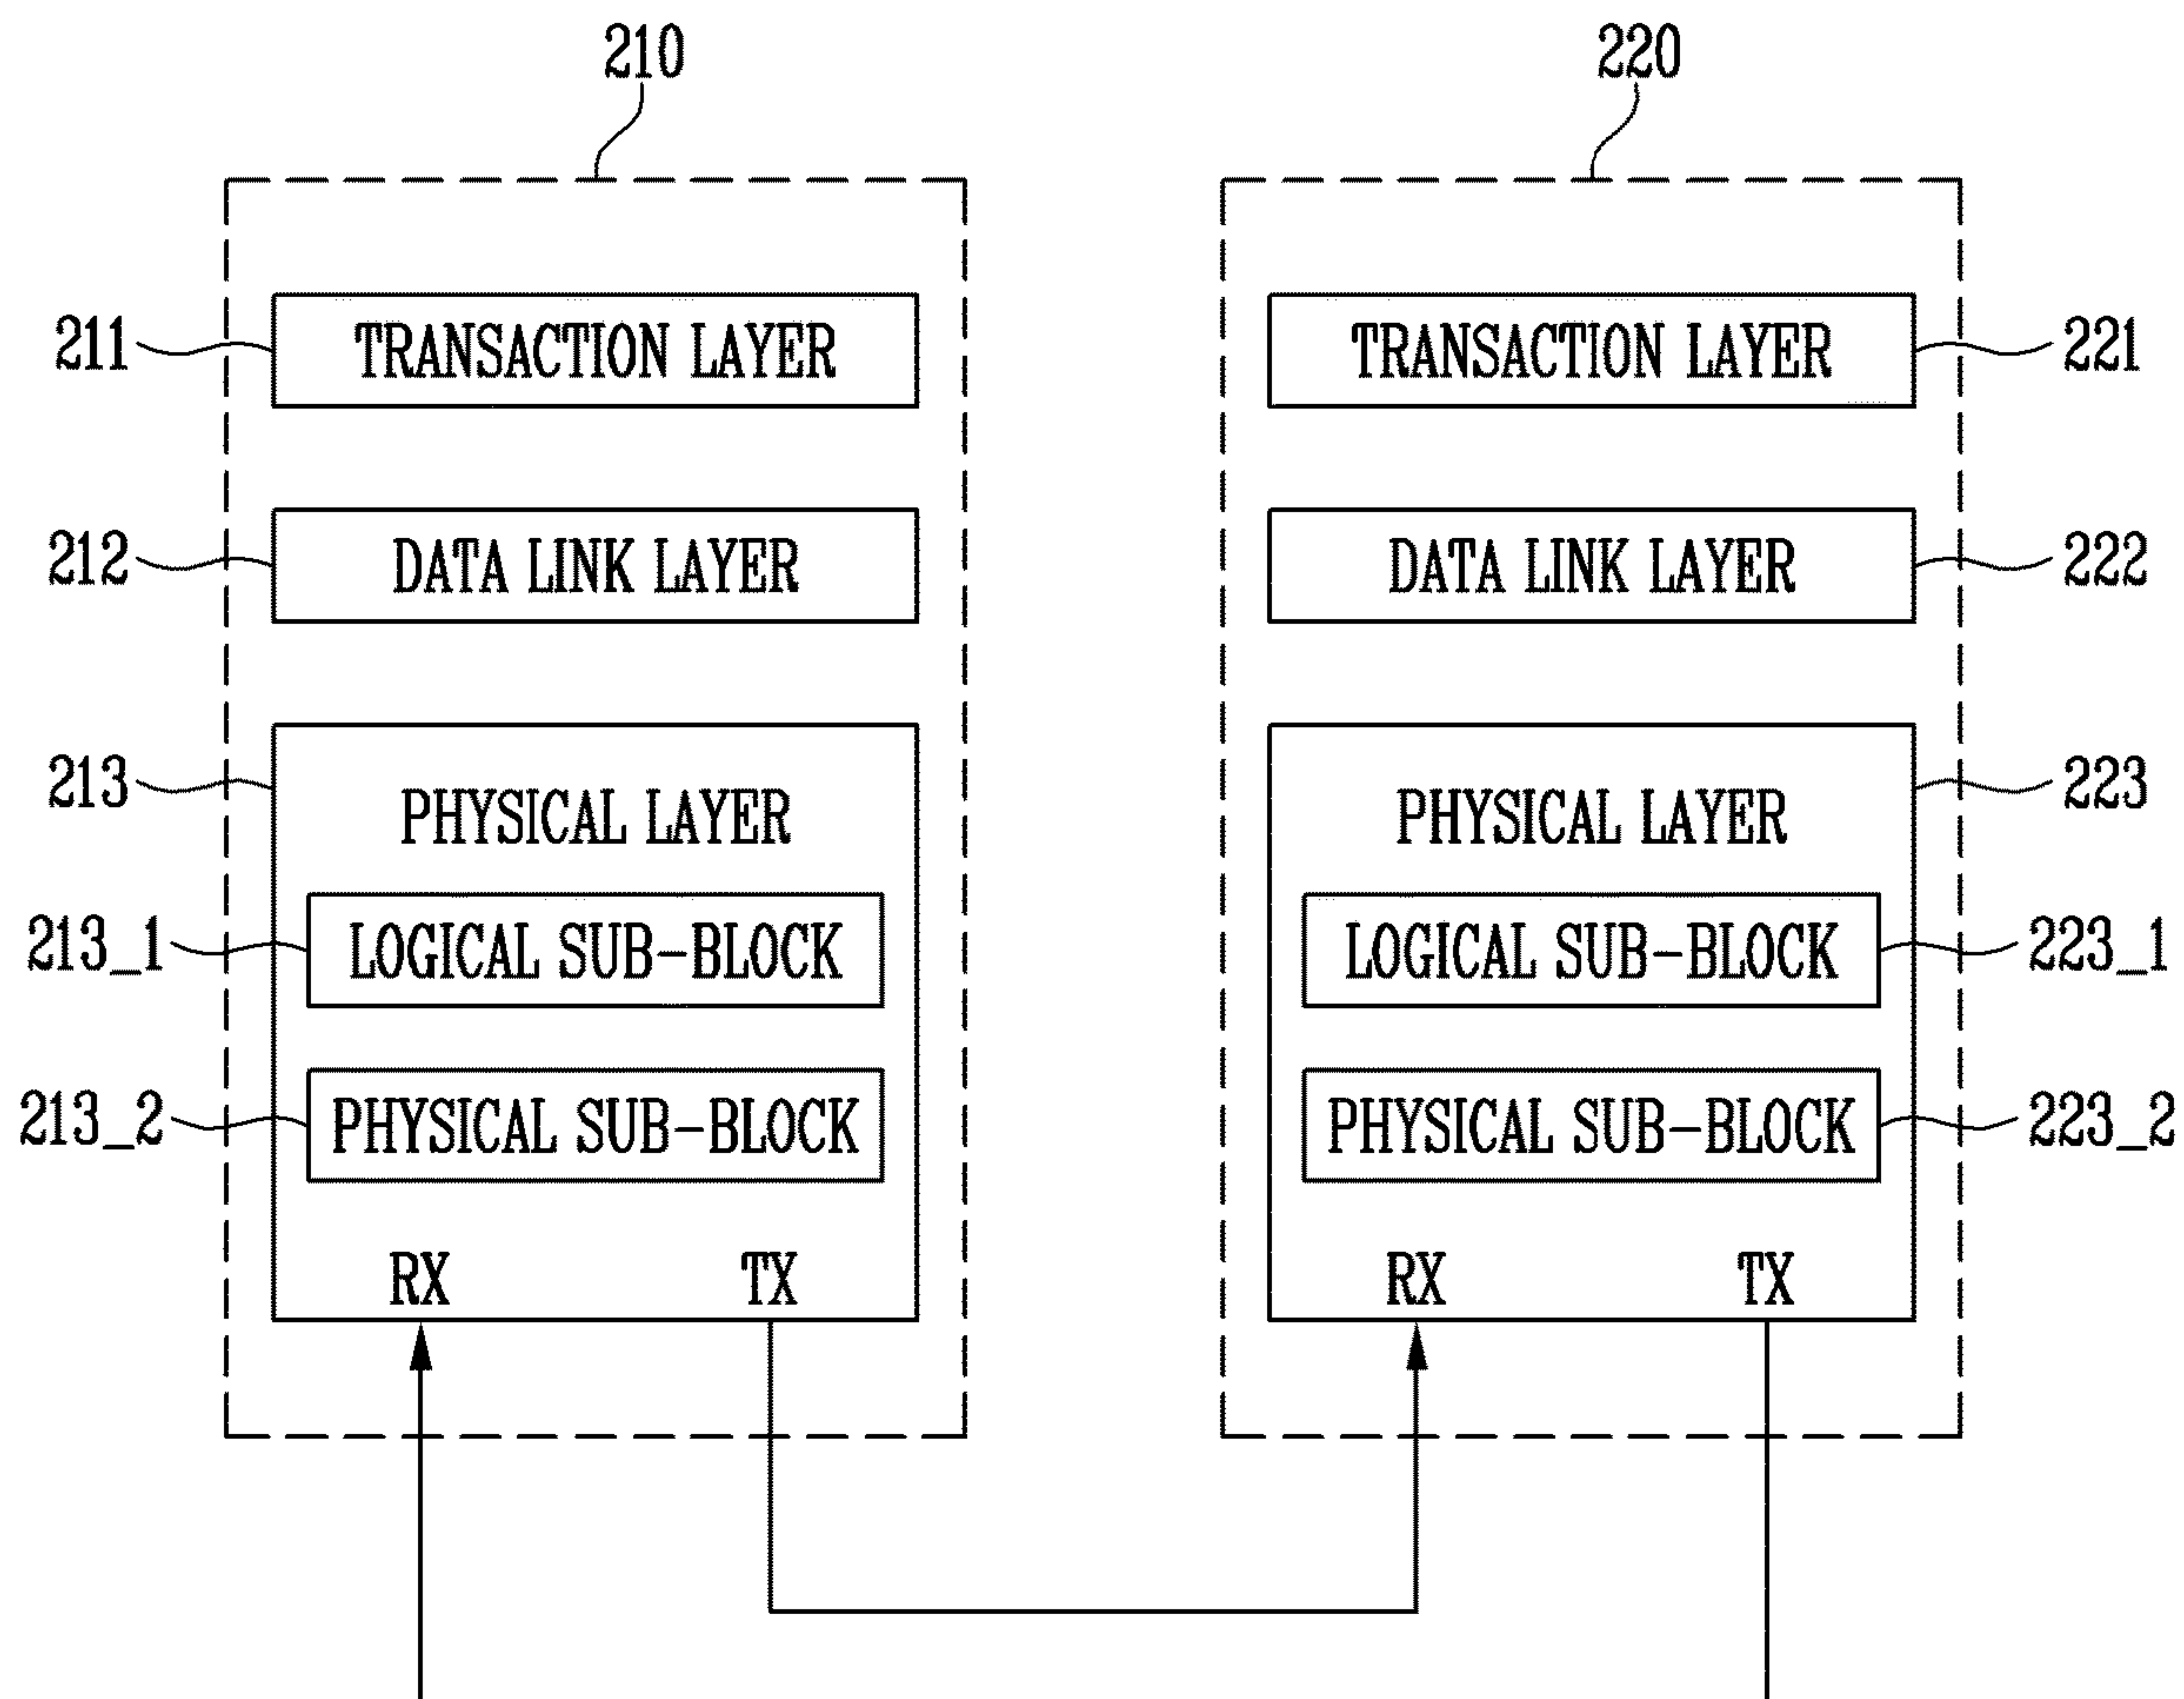 210
220
211
TRANSACTION LAYER
TRANSACTION LAYER
221
212
DATA LINK LAYER
DATA LINK LAYER
222
213
PHYSICAL LAYER
PHYSICAL LAYER
223
213_1
LOGICAL SUB-BLOCK
LOGICAL SUB-BLOCK
223_1
213_2
PHYSICAL SUB-BLOCK
PHYSICAL SUB-BLOCK
223_2
RX
TX
RX
TX